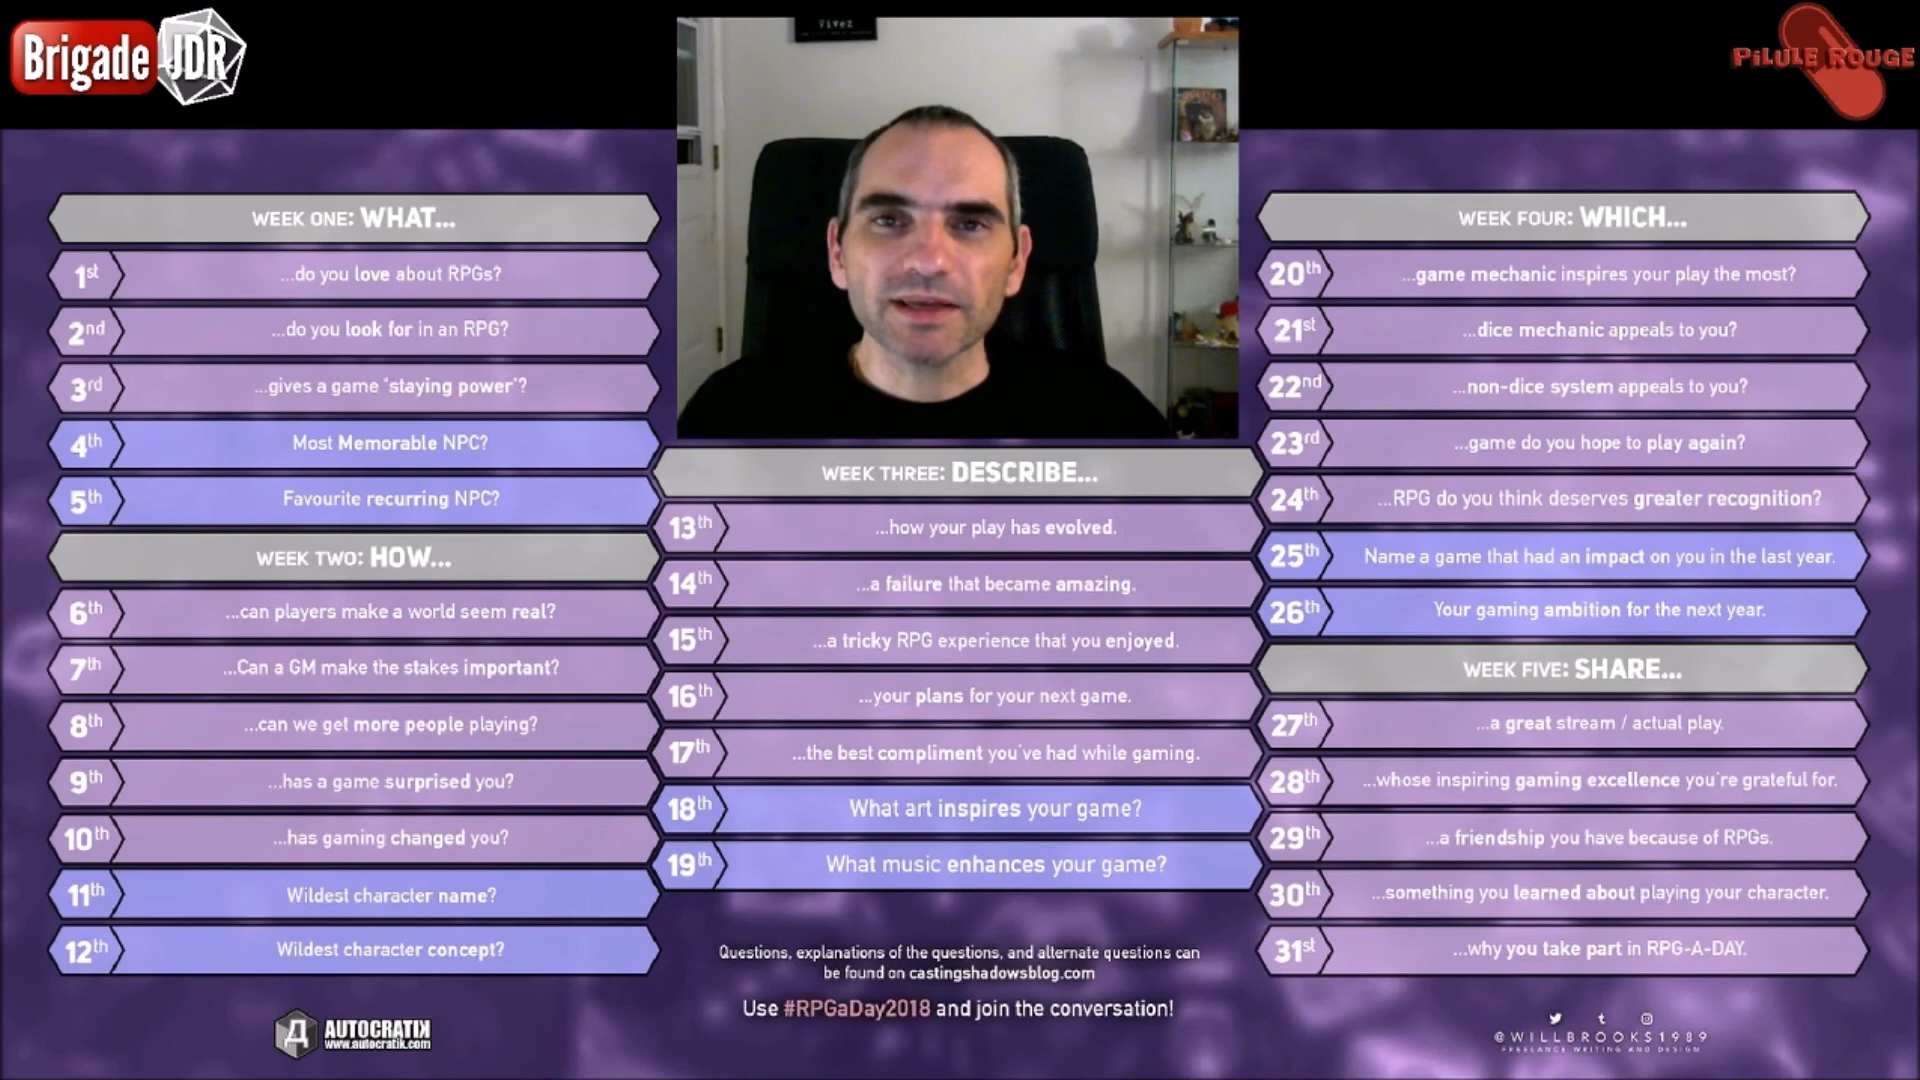 Brigade JDR
PiLULE ROUGE
Vivez
WEEK ONE: WHAT...
1st ...do you love about RPGs?
2nd ...do you look for in an RPG?
3rd ...gives a game 'staying power'?
4th Most Memorable NPC?
5th Favourite recurring NPC?
WEEK TWO: HOW...
6th ...can players make a world seem real?
7th ...Can a GM make the stakes important?
8th ...can we get more people playing?
9th ...has a game surprised you?
10th ...has gaming changed you?
11th Wildest character name?
12th Wildest character concept?
WEEK THREE: DESCRIBE...
13th ...how your play has evolved.
14th ...a failure that became amazing.
15th ...a tricky RPG experience that you enjoyed.
16th ...your plans for your next game.
17th ...the best compliment you've had while gaming.
18th What art inspires your game?
19th What music enhances your game?
WEEK FOUR: WHICH...
20th ...game mechanic inspires your play the most?
21st ...dice mechanic appeals to you?
22nd ...non-dice system appeals to you?
23rd ...game do you hope to play again?
24th ...RPG do you think deserves greater recognition?
25th Name a game that had an impact on you in the last year.
26th Your gaming ambition for the next year.
WEEK FIVE: SHARE...
27th ...a great stream / actual play.
28th ...whose inspiring gaming excellence you're grateful for.
29th ...a friendship you have because of RPGs.
30th ...something you learned about playing your character.
31st ...why you take part in RPG-A-DAY.
Questions, explanations of the questions, and alternate questions can
be found on castingshadowsblog.com
Use #RPGaDay2018 and join the conversation!
AUTOCRATIK
www.autocratik.com
@WILLBROOKS1989
FREELANCE WRITING AND DESIGN